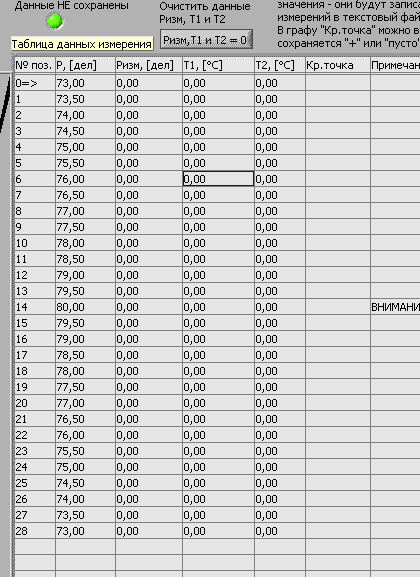 Данные НЕ сохранены
Очистить данные
Ризм, T1 и T2
Ризм,T1 и T2 = 0
значения - они будут
измерений в текстовый
В графу "Кр.точка" можно
сохраняется "+" или "пусто"
Таблица данных измерения
№ поз. P, [дел] Ризм, [дел] T1, [°C] T2, [°C] Кр.точка
0=> 73,00 0,00 0,00 0,00
1 73,50 0,00 0,00 0,00
2 74,00 0,00 0,00 0,00
3 74,50 0,00 0,00 0,00
4 75,00 0,00 0,00 0,00
5 75,50 0,00 0,00 0,00
6 76,00 0,00 0,00 0,00
7 76,50 0,00 0,00 0,00
8 77,00 0,00 0,00 0,00
9 77,50 0,00 0,00 0,00
10 78,00 0,00 0,00 0,00
11 78,50 0,00 0,00 0,00
12 79,00 0,00 0,00 0,00
13 79,50 0,00 0,00 0,00
14 80,00 0,00 0,00 0,00
15 79,50 0,00 0,00 0,00
16 79,00 0,00 0,00 0,00
17 78,50 0,00 0,00 0,00
18 78,00 0,00 0,00 0,00
19 77,50 0,00 0,00 0,00
20 77,00 0,00 0,00 0,00
21 76,50 0,00 0,00 0,00
22 76,00 0,00 0,00 0,00
23 75,50 0,00 0,00 0,00
24 75,00 0,00 0,00 0,00
25 74,50 0,00 0,00 0,00
26 74,00 0,00 0,00 0,00
27 73,50 0,00 0,00 0,00
28 73,00 0,00 0,00 0,00